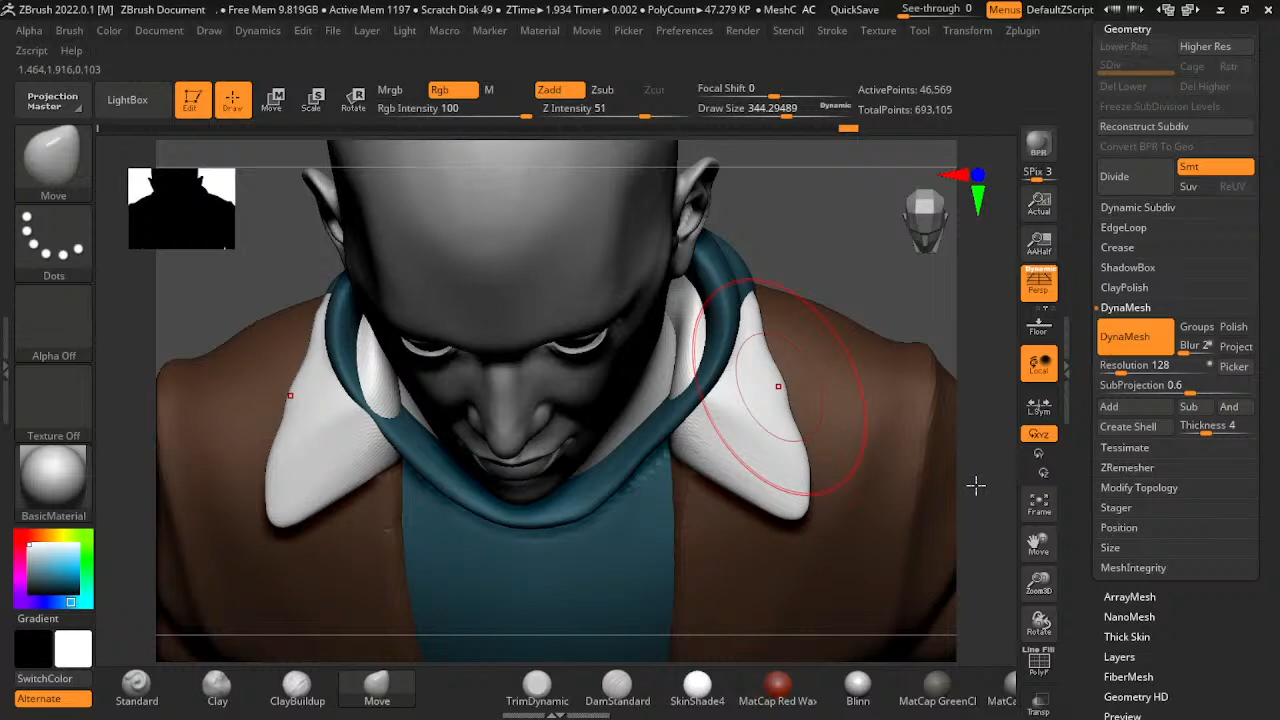 ZBrush 2022.0.1 [M] ZBrush Document . • Free Mem 9.819GB • Active Mem 1197 • Scratch Disk 49 • ZTime ▸ 1.934 Timer ▸ 0.002 • PolyCount ▸ 47.279 KP • MeshC AC QuickSave See-through 0 Menus DefaultZScript
Alpha Brush Color Document Draw Dynamics Edit File Layer Light Macro Marker Material Movie Picker Preferences Render Stencil Stroke Texture Tool Transform Zplugin
Zscript Help
1.464,1.916,0.103
Projection Master
LightBox
Edit
Draw
Move
Scale
Rotate
Mrgb Rgb M
Rgb Intensity 100
Zadd Zsub Zcut
Z Intensity 51
Focal Shift 0
Draw Size 344.29489 Dynamic
ActivePoints: 46,569
TotalPoints: 693,105
Move
Dots
Alpha Off
Texture Off
BasicMaterial
Gradient
SwitchColor
Alternate
Standard
Clay
ClayBuildup
Move
TrimDynamic
DamStandard
SkinShade4
MatCap Red Wax
Blinn
MatCap GreenCl
MatCa
BPR
SPix 3
Actual
AAHalf
Dynamic
Persp
Floor
Local
L.Sym
XYZ
Frame
Move
Zoom3D
Rotate
Line Fill
PolyF
Transp
Geometry
Lower Res Higher Res
SDiv Cage Rstr
Del Lower Del Higher
Freeze SubDivision Levels
Reconstruct Subdiv
Convert BPR To Geo
Divide Smt
Suv ReUV
Dynamic Subdiv
EdgeLoop
Crease
ShadowBox
ClayPolish
DynaMesh
DynaMesh Groups Polish
Blur 2 Project
Resolution 128 Picker
SubProjection 0.6
Add Sub And
Create Shell Thickness 4
Tessimate
ZRemesher
Modify Topology
Stager
Position
Size
MeshIntegrity
ArrayMesh
NanoMesh
Thick Skin
Layers
FiberMesh
Geometry HD
Preview